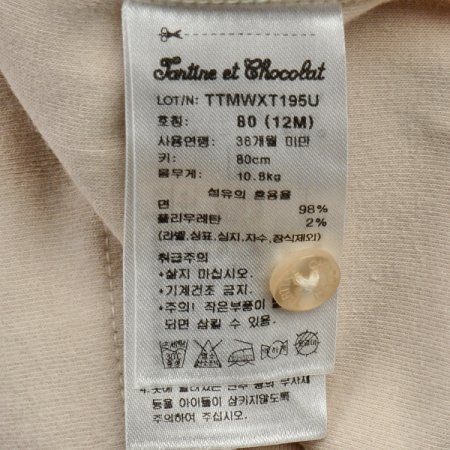 Tartine et Chocolat
LOT/N: TTMWXT195U
호칭: 80 (12M)
사용연령: 36개월 미만
키: 80cm
몸무게: 10.8kg
섬유의 혼용율
면 98%
폴리우레탄 2%
(라벨,심표,심지,자수,장식제외)
취급주의
*삶지 마십시오.
*기계건조 금지.
*주의! 작은부품이
되면 삼킬 수 있
등을 아이들이 삼키지않도록
주의하여 주십시오.